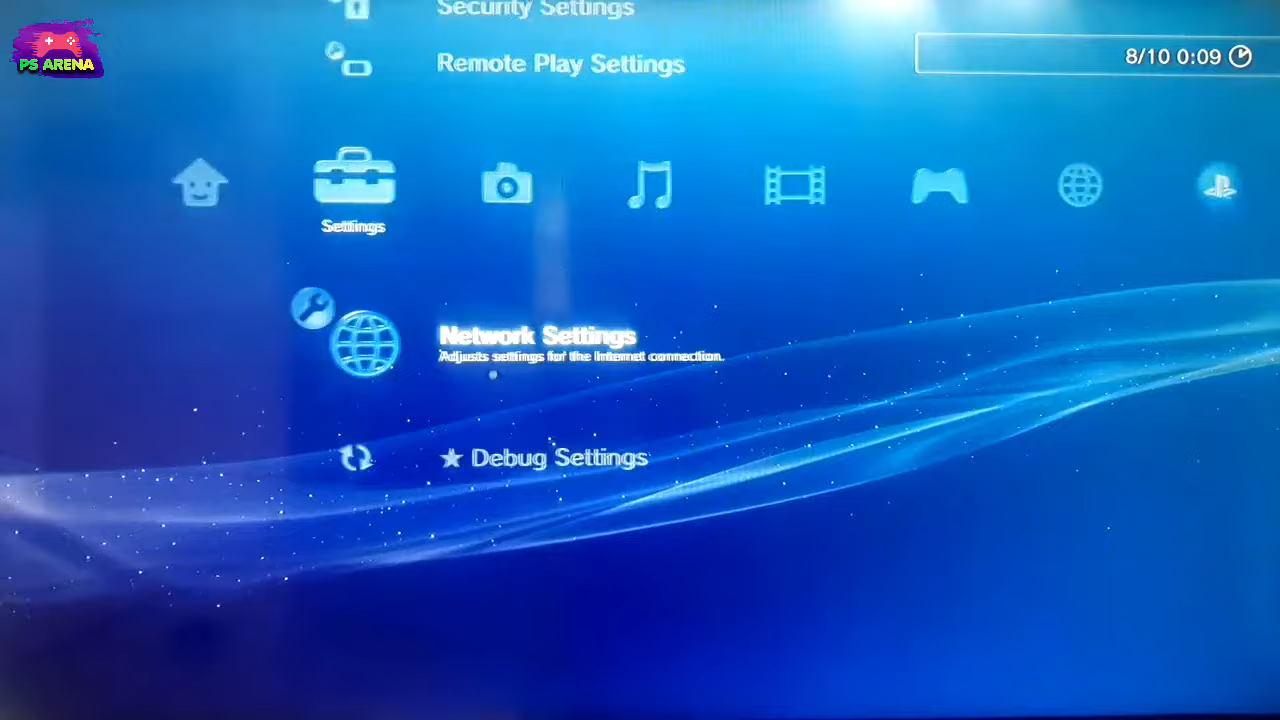 Security Settings
PS ARENA
Remote Play Settings
8/10 0:09
Settings
Network Settings
Adjusts settings for the Internet connection.
★ Debug Settings